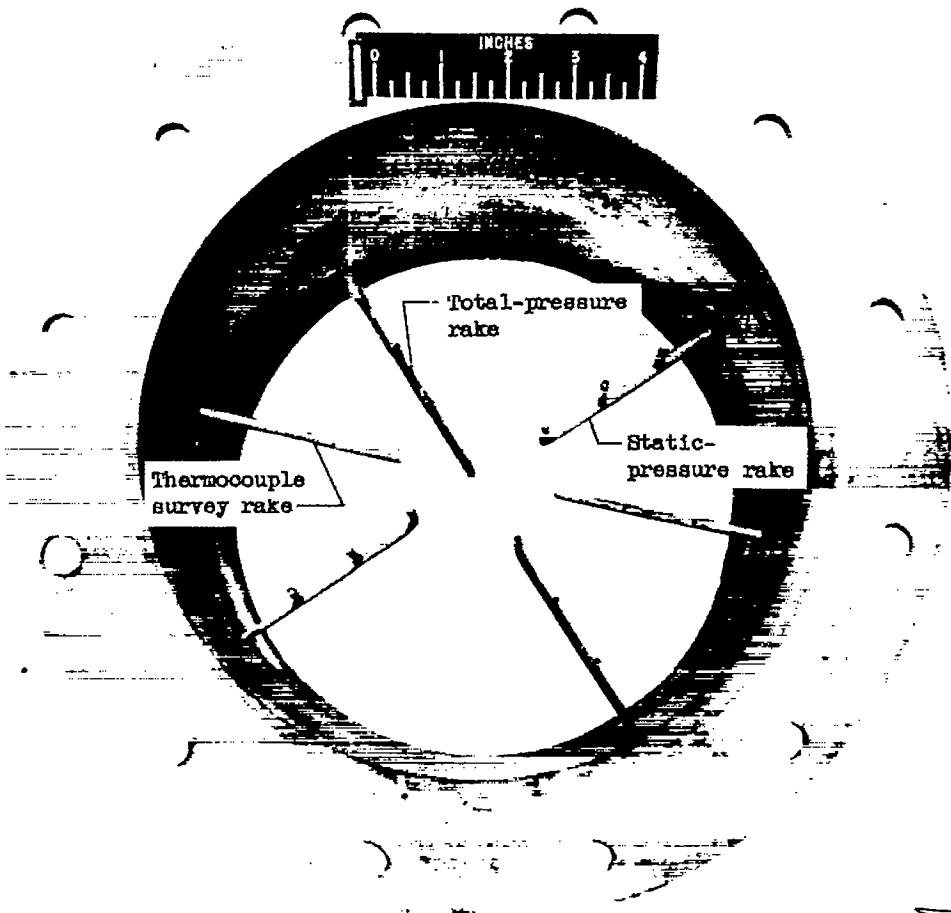 INCHES
0 1 2 3 4
Total-pressure
rake
Static-
pressure rake
Thermocouple
survey rake